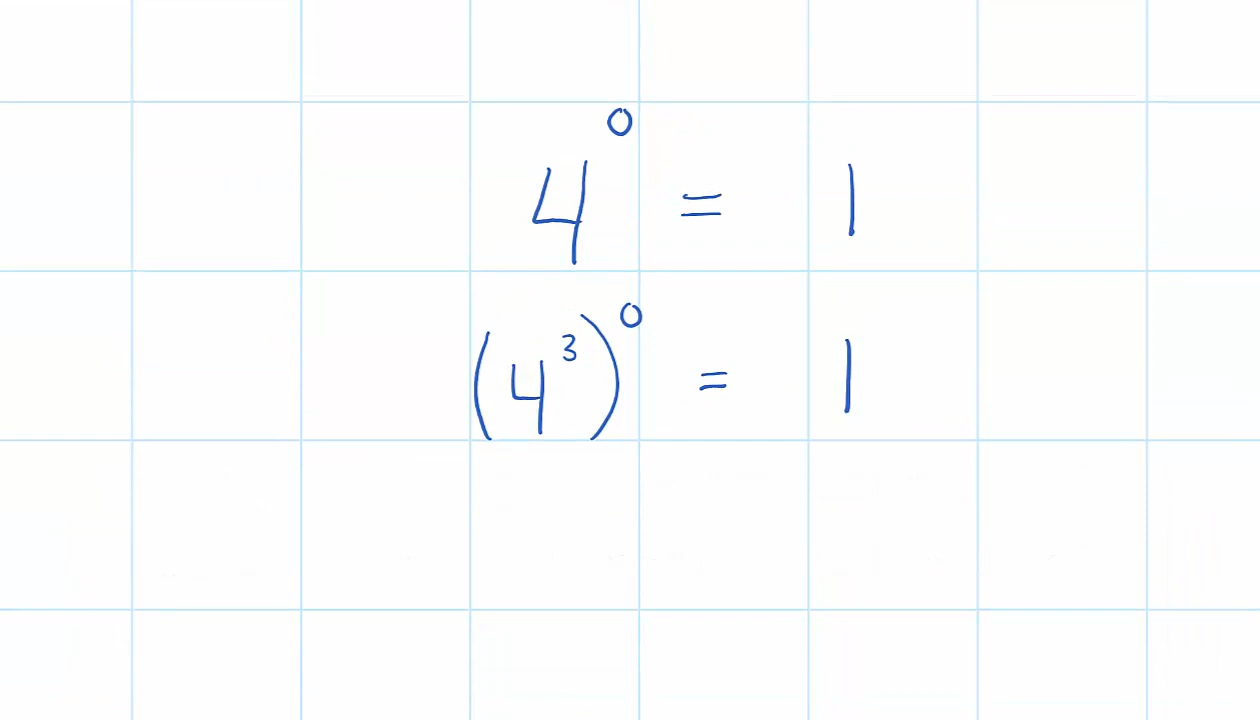 4⁰ = 1
(4³)⁰ = 1